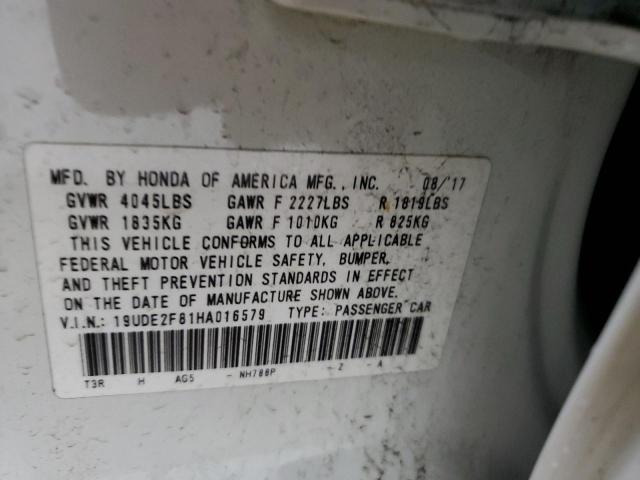 MFD. BY HONDA OF AMERICA MFG., INC. 08/'17
GVWR 4045LBS GAWR F 2227LBS R 1819LBS
GVWR 1835KG GAWR F 1010KG R 825KG
THIS VEHICLE CONFORMS TO ALL APPLICABLE
FEDERAL MOTOR VEHICLE SAFETY, BUMPER,
AND THEFT PREVENTION STANDARDS IN EFFECT
ON THE DATE OF MANUFACTURE SHOWN ABOVE.
V.I.N.: 19UDE2F81HA016579 TYPE: PASSENGER CAR
T3R H AG5 - NH788P - Z - A